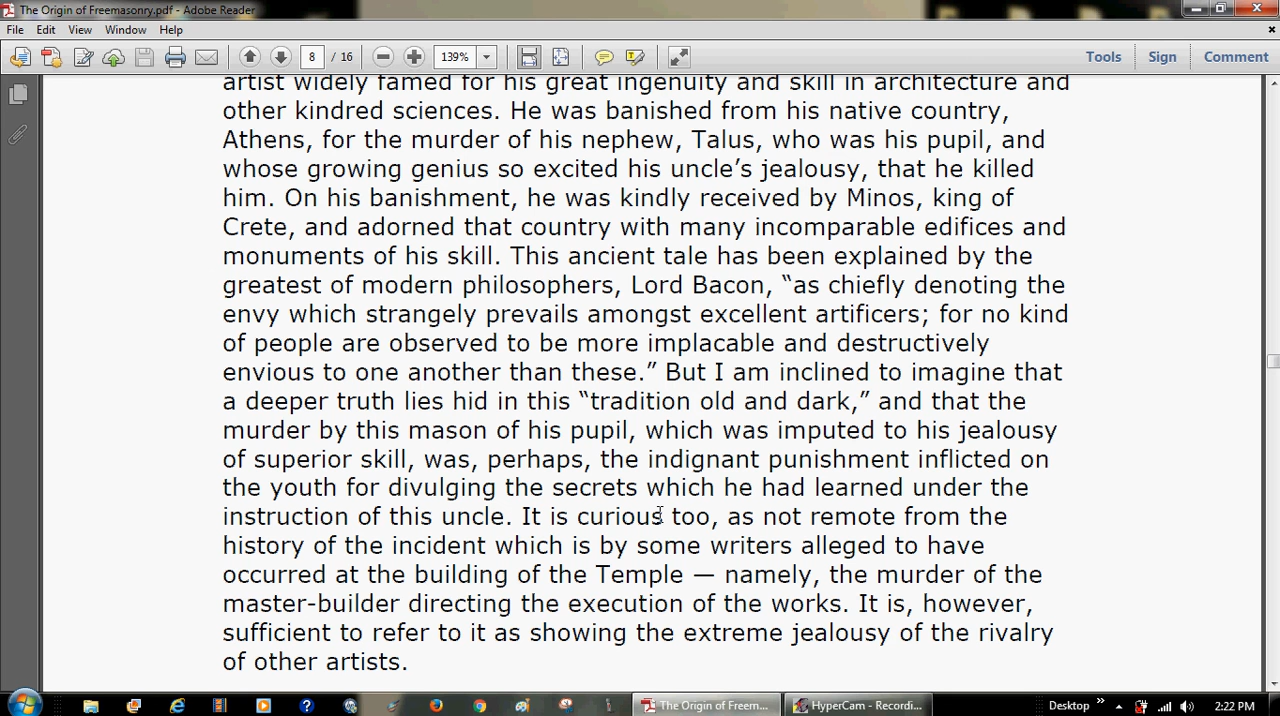 The Origin of Freemasonry.pdf - Adobe Reader
File Edit View Window Help
8 / 16 139% Tools Sign Comment
artist widely famed for his great ingenuity and skill in architecture and
other kindred sciences. He was banished from his native country,
Athens, for the murder of his nephew, Talus, who was his pupil, and
whose growing genius so excited his uncle’s jealousy, that he killed
him. On his banishment, he was kindly received by Minos, king of
Crete, and adorned that country with many incomparable edifices and
monuments of his skill. This ancient tale has been explained by the
greatest of modern philosophers, Lord Bacon, “as chiefly denoting the
envy which strangely prevails amongst excellent artificers; for no kind
of people are observed to be more implacable and destructively
envious to one another than these.” But I am inclined to imagine that
a deeper truth lies hid in this “tradition old and dark,” and that the
murder by this mason of his pupil, which was imputed to his jealousy
of superior skill, was, perhaps, the indignant punishment inflicted on
the youth for divulging the secrets which he had learned under the
instruction of this uncle. It is curious too, as not remote from the
history of the incident which is by some writers alleged to have
occurred at the building of the Temple — namely, the murder of the
master-builder directing the execution of the works. It is, however,
sufficient to refer to it as showing the extreme jealousy of the rivalry
of other artists.
The Origin of Freem... HyperCam - Recordi... Desktop » 2:22 PM